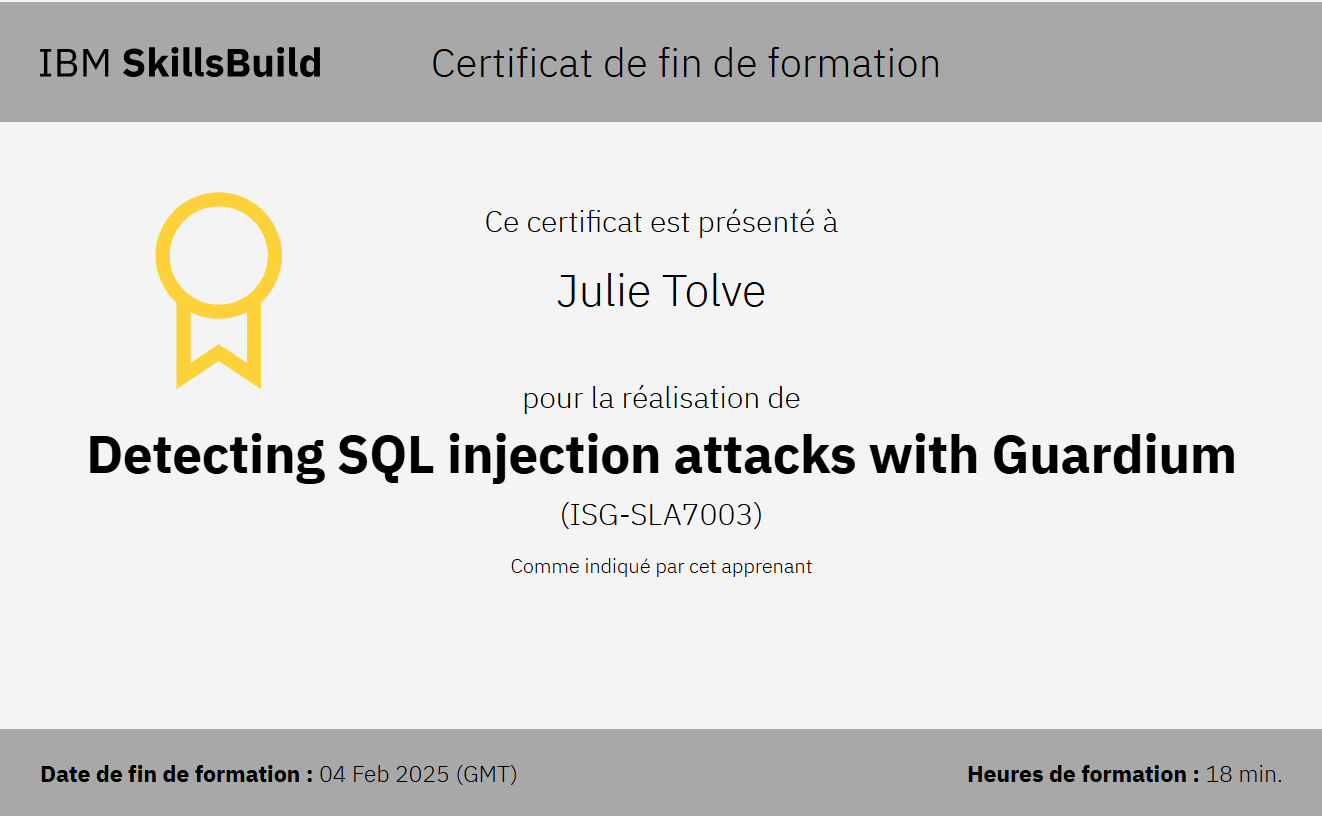 IBM SkillsBuild Certificat de fin de formation
Ce certificat est présenté à
Julie Tolve
pour la réalisation de
Detecting SQL injection attacks with Guardium
(ISG-SLA7003)
Comme indiqué par cet apprenant
Date de fin de formation : 04 Feb 2025 (GMT) Heures de formation : 18 min.